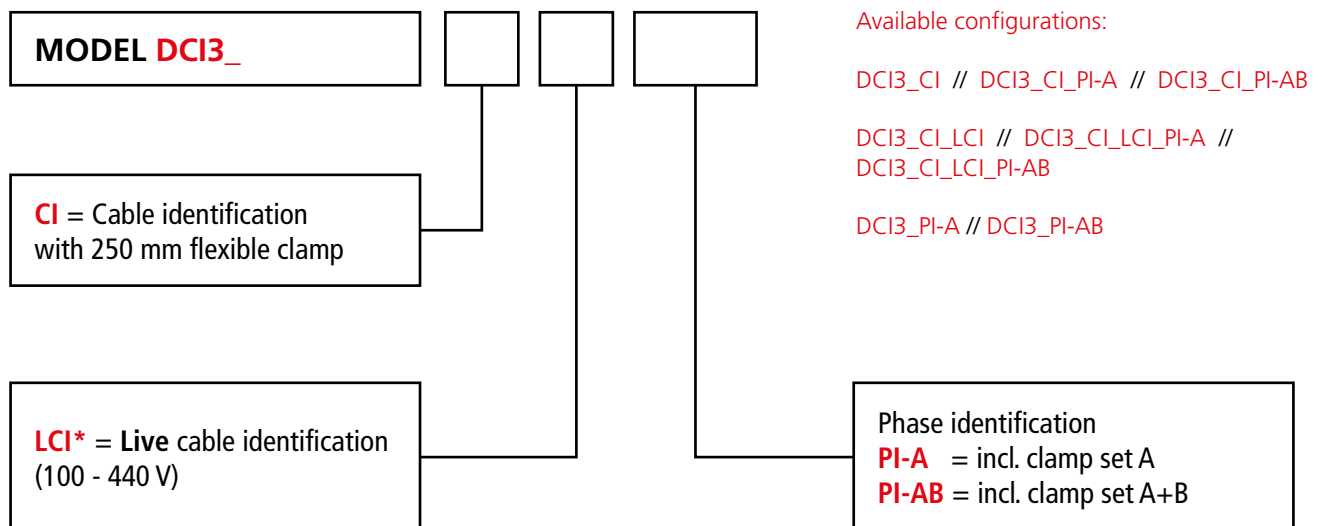 MODEL DCI3_
Available configurations:
DCI3_CI // DCI3_CI_PI-A // DCI3_CI_PI-AB
DCI3_CI_LCI // DCI3_CI_LCI_PI-A //
DCI3_CI_LCI_PI-AB
DCI3_PI-A // DCI3_PI-AB
CI = Cable identification
with 250 mm flexible clamp
LCI* = Live cable identification
(100 - 440 V)
Phase identification
PI-A = incl. clamp set A
PI-AB = incl. clamp set A+B